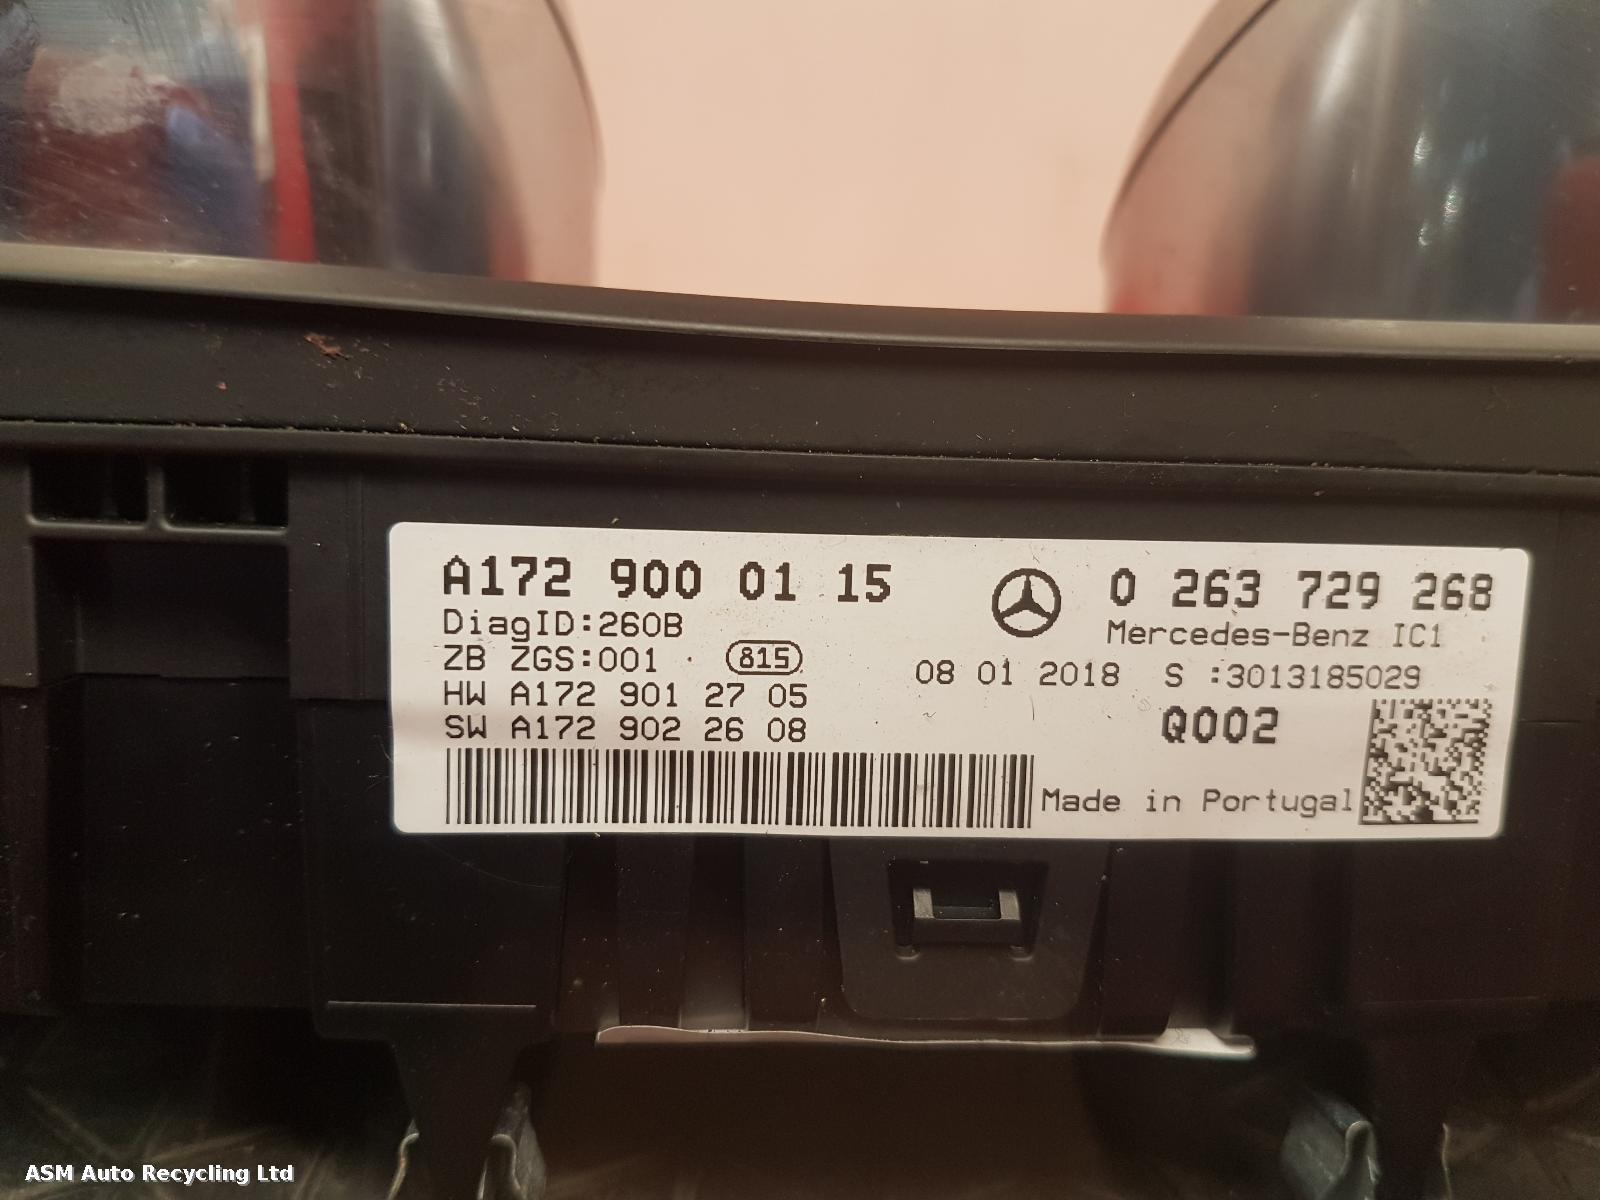 A172 900 01 15
DiagID:260B
ZB ZGS:001 815
HW A172 901 27 05
SW A172 902 26 08
0 263 729 268
Mercedes-Benz IC1
08 01 2018 S :3013185029
Q002
Made in Portugal
ASM Auto Recycling Ltd